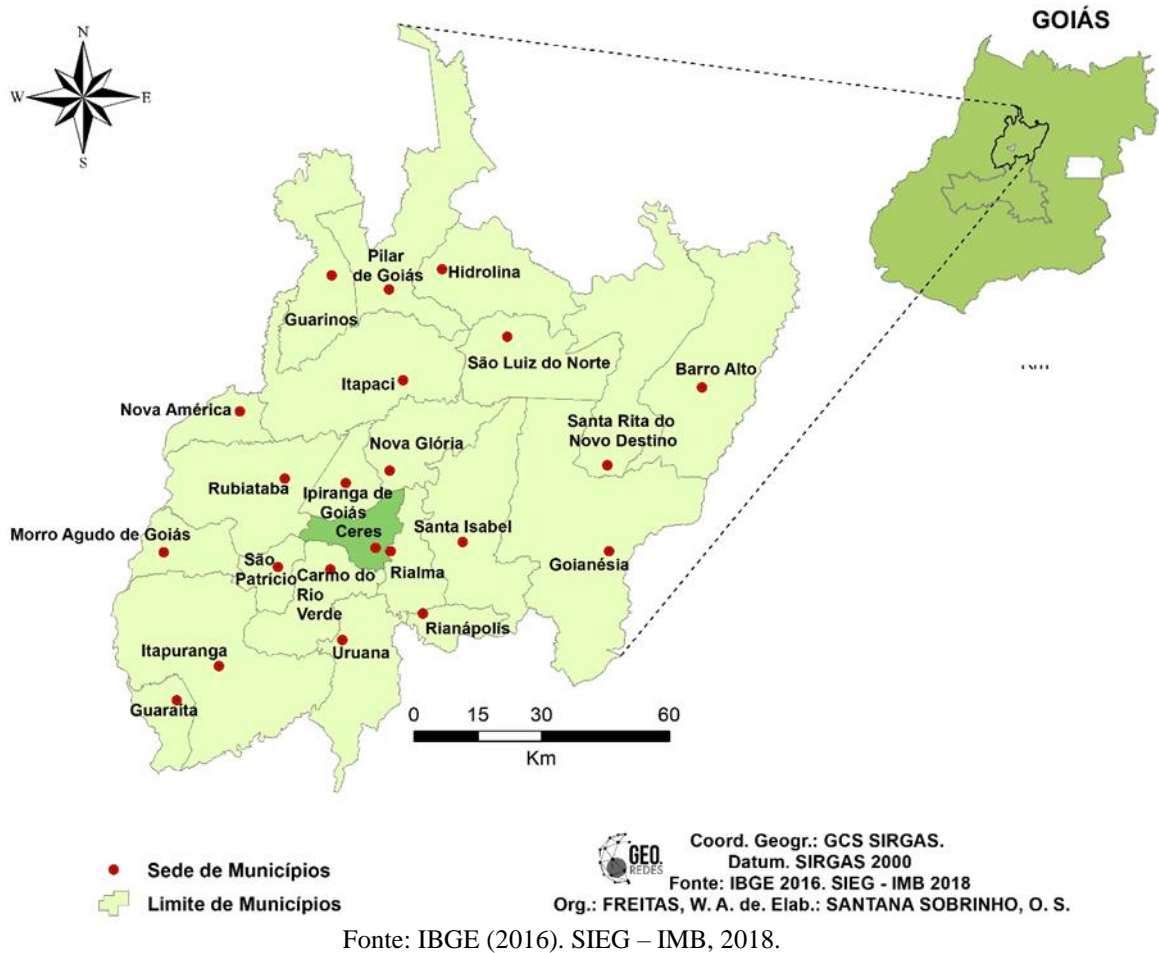 GOIÁS
N
W
E
S
Pilar
de Goiás
Hidrolina
Guarinos
São Luiz do Norte
Itapaci
Barro Alto
Nova América
Santa Rita do
Novo Destino
Nova Glória
Rubiataba
Ipiranga de
Goiás
Ceres
Santa Isabel
Morro Agudo de Goiás
São
Patrício
Carmo do
Rio
Verde
Rialma
Goianésia
Rianápolis
Uruana
Itapuranga
Guaraíta
0 15 30 60
Km
Sede de Municípios
Limite de Municípios
GEO.
REDES
Coord. Geogr.: GCS SIRGAS.
Datum. SIRGAS 2000
Fonte: IBGE 2016. SIEG - IMB 2018
Org.: FREITAS, W. A. de. Elab.: SANTANA SOBRINHO, O. S.
Fonte: IBGE (2016). SIEG – IMB, 2018.